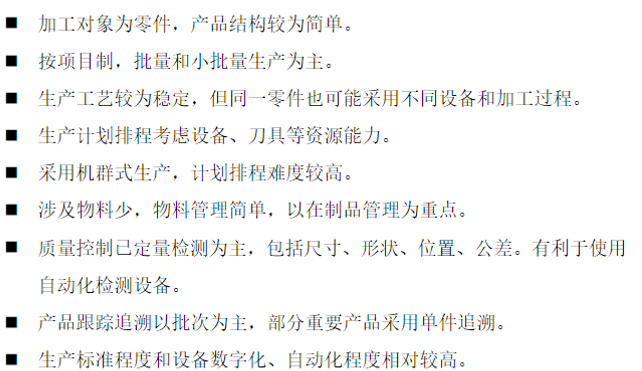 ■ 加工对象为零件，产品结构较为简单。
■ 按项目制，批量和小批量生产为主。
■ 生产工艺较为稳定，但同一零件也可能采用不同设备和加工过程。
■ 生产计划排程考虑设备、刀具等资源能力。
■ 采用机群式生产，计划排程难度较高。
■ 涉及物料少，物料管理简单，以在制品管理为重点。
■ 质量控制已定量检测为主，包括尺寸、形状、位置、公差。有利于使用
自动化检测设备。
■ 产品跟踪追溯以批次为主，部分重要产品采用单件追溯。
■ 生产标准程度和设备数字化、自动化程度相对较高。